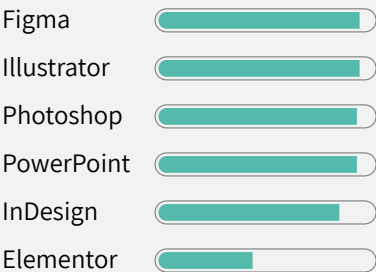 Figma
Illustrator
Photoshop
PowerPoint
InDesign
Elementor